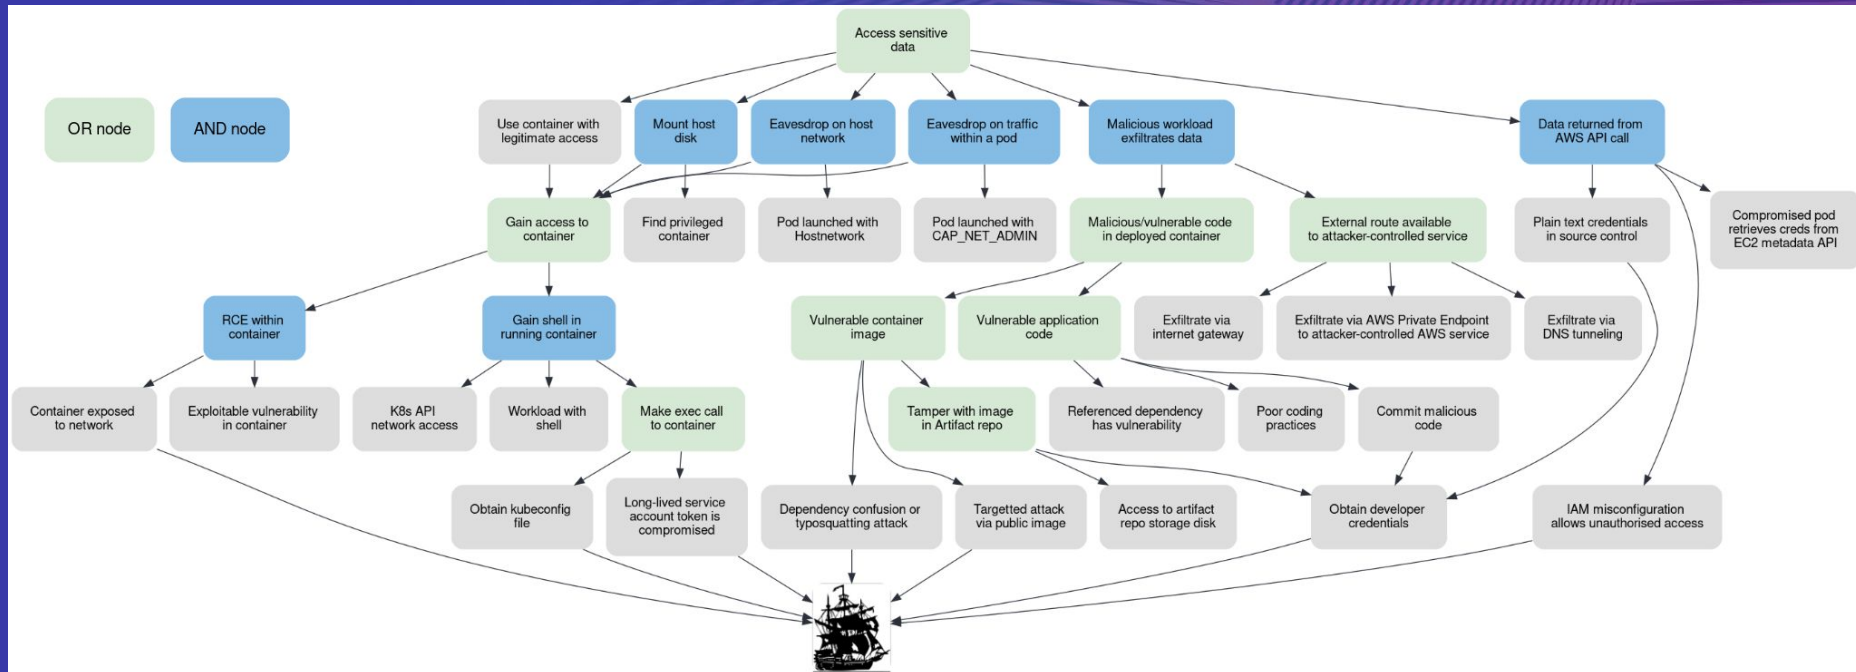 Access sensitive
data
OR node
AND node
Use container with
legitimate access
Mount host
disk
Eavesdrop on host
network
Eavesdrop on traffic
within a pod
Malicious workload
exfiltrates data
Data returned from
AWS API call
Gain access to
container
Find privileged
container
Pod launched with
Hostnetwork
Pod launched with
CAP_NET_ADMIN
Malicious/vulnerable code
in deployed container
External route available
to attacker-controlled service
Plain text credentials
in source control
Compromised pod
retrieves creds from
EC2 metadata API
RCE within
container
Gain shell in
running container
Vulnerable container
image
Vulnerable application
code
Exfiltrate via
internet gateway
Exfiltrate via AWS Private Endpoint
to attacker-controlled AWS service
Exfiltrate via
DNS tunneling
Container exposed
to network
Exploitable vulnerability
in container
K8s API
network access
Workload with
shell
Make exec call
to container
Tamper with image
in Artifact repo
Referenced dependency
has vulnerability
Poor coding
practices
Commit malicious
code
Obtain kubeconfig
file
Long-lived service
account token is
compromised
Dependency confusion or
typosquatting attack
Targetted attack
via public image
Access to artifact
repo storage disk
Obtain developer
credentials
IAM misconfiguration
allows unauthorised access